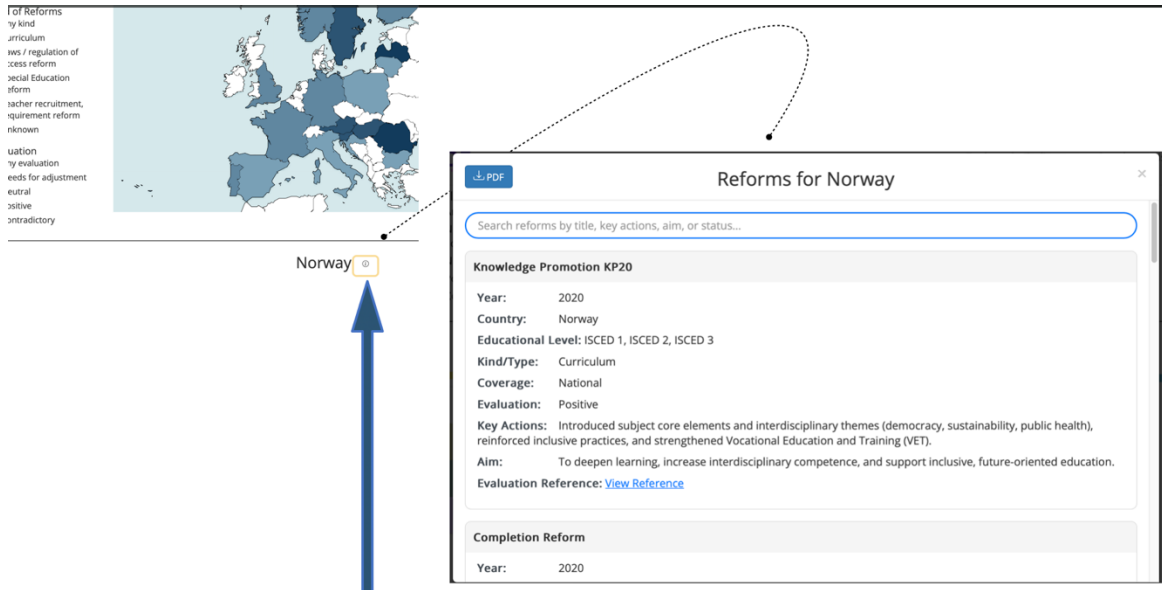 l of Reforms
ny kind
urriculum
aws / regulation of
ccess reform
pecial Education
eform
eacher recruitment,
equirement reform
nknown
uation
ny evaluation
eeds for adjustment
eutral
ositive
ontradictory
Norway
PDF
Reforms for Norway
×
Search reforms by title, key actions, aim, or status...
Knowledge Promotion KP20
Year: 2020
Country: Norway
Educational Level: ISCED 1, ISCED 2, ISCED 3
Kind/Type: Curriculum
Coverage: National
Evaluation: Positive
Key Actions: Introduced subject core elements and interdisciplinary themes (democracy, sustainability, public health),
reinforced inclusive practices, and strengthened Vocational Education and Training (VET).
Aim: To deepen learning, increase interdisciplinary competence, and support inclusive, future-oriented education.
Evaluation Reference: View Reference
Completion Reform
Year: 2020